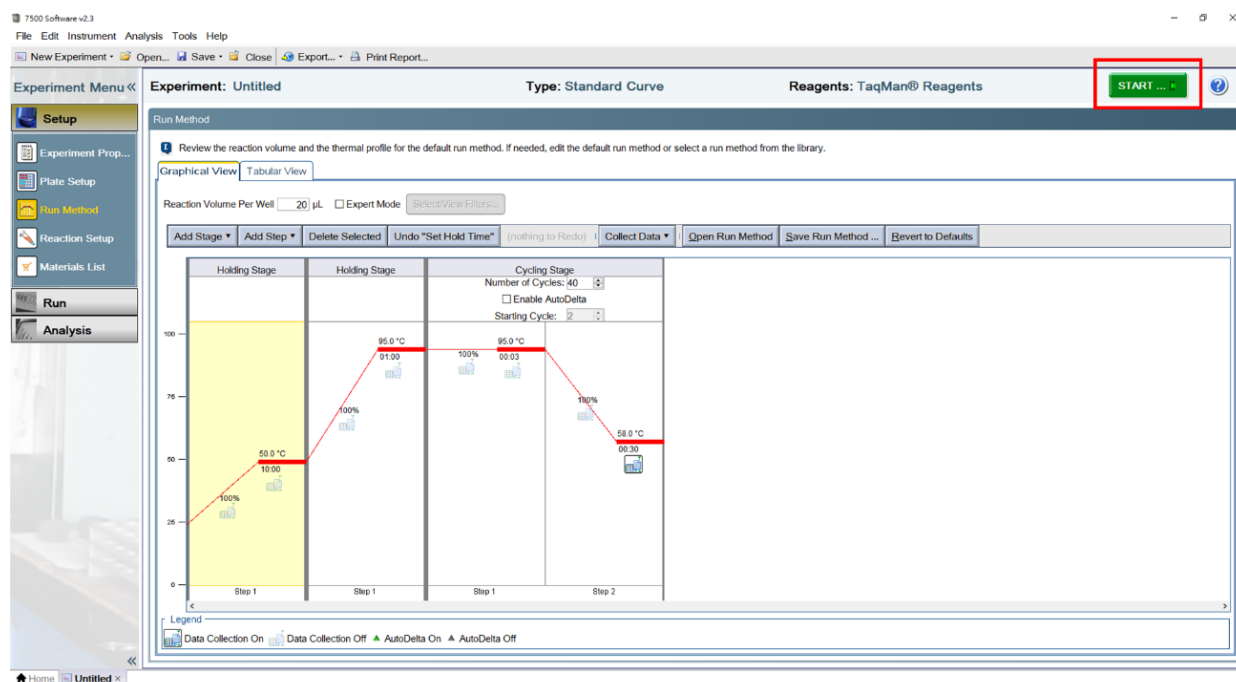 7500 Software v2.3
File Edit Instrument Analysis Tools Help
New Experiment Open... Save Close Export... Print Report...
Experiment Menu «
Experiment: Untitled Type: Standard Curve Reagents: TaqMan® Reagents START ...
Setup
Run Method
Experiment Prop...
Review the reaction volume and the thermal profile for the default run method. If needed, edit the default run method or select a run method from the library.
Graphical View Tabular View
Plate Setup
Run Method
Reaction Volume Per Well 20 µL Expert Mode Select/View Filters...
Reaction Setup
Add Stage Add Step Delete Selected Undo "Set Hold Time" (nothing to Redo) Collect Data Open Run Method Save Run Method ... Revert to Defaults
Materials List
Run
Analysis
Holding Stage Holding Stage Cycling Stage
Number of Cycles: 40
Enable AutoDelta
Starting Cycle: 2
100
95.0 °C 95.0 °C
01:00 100% 00:03
75
100% 100%
58.0 °C
00:30
50
50.0 °C
10:00
100%
25
0
Step 1 Step 1 Step 1 Step 2
Legend
Data Collection On Data Collection Off AutoDelta On AutoDelta Off
«
Home Untitled ×